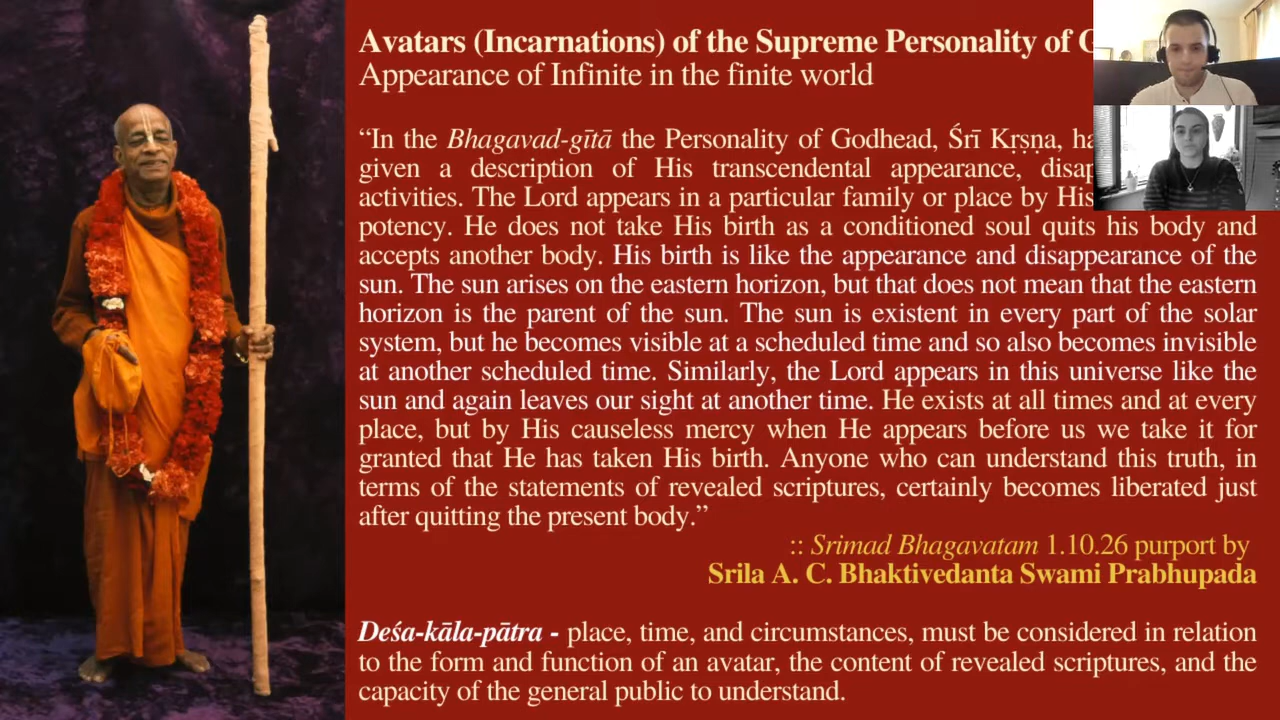 Avatars (Incarnations) of the Supreme Personality of
Appearance of Infinite in the finite world
“In the Bhagavad-gītā the Personality of Godhead, Śrī Kṛṣṇa,
given a description of His transcendental appearance,
activities. The Lord appears in a particular family or place by His
potency. He does not take His birth as a conditioned soul quits his body and
accepts another body. His birth is like the appearance and disappearance of the
sun. The sun arises on the eastern horizon, but that does not mean that the eastern
horizon is the parent of the sun. The sun is existent in every part of the solar
system, but he becomes visible at a scheduled time and so also becomes invisible
at another scheduled time. Similarly, the Lord appears in this universe like the
sun and again leaves our sight at another time. He exists at all times and at every
place, but by His causeless mercy when He appears before us we take it for
granted that He has taken His birth. Anyone who can understand this truth, in
terms of the statements of revealed scriptures, certainly becomes liberated just
after quitting the present body.”
:: Srimad Bhagavatam 1.10.26 purport by
Srila A. C. Bhaktivedanta Swami Prabhupada
Deśa-kāla-pātra - place, time, and circumstances, must be considered in relation
to the form and function of an avatar, the content of revealed scriptures, and the
capacity of the general public to understand.